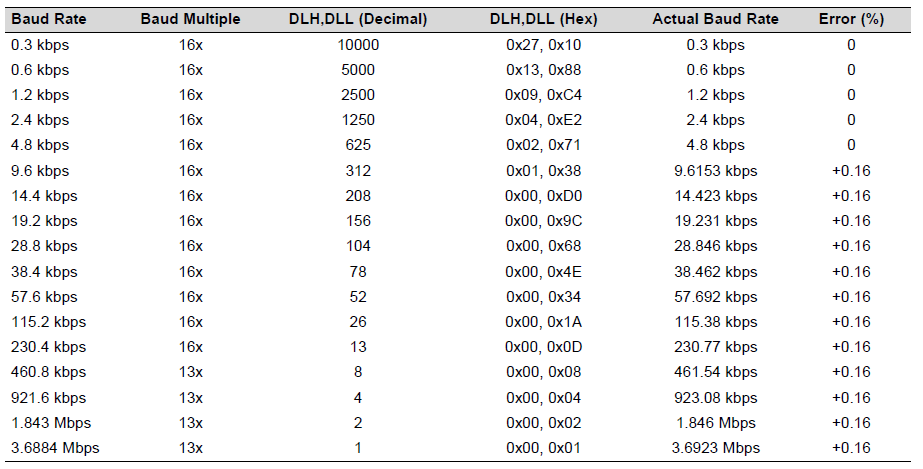 Baud Rate Baud Multiple DLH,DLL (Decimal) DLH,DLL (Hex) Actual Baud Rate Error (%)
0.3 kbps 16x 10000 0x27, 0x10 0.3 kbps 0
0.6 kbps 16x 5000 0x13, 0x88 0.6 kbps 0
1.2 kbps 16x 2500 0x09, 0xC4 1.2 kbps 0
2.4 kbps 16x 1250 0x04, 0xE2 2.4 kbps 0
4.8 kbps 16x 625 0x02, 0x71 4.8 kbps 0
9.6 kbps 16x 312 0x01, 0x38 9.6153 kbps +0.16
14.4 kbps 16x 208 0x00, 0xD0 14.423 kbps +0.16
19.2 kbps 16x 156 0x00, 0x9C 19.231 kbps +0.16
28.8 kbps 16x 104 0x00, 0x68 28.846 kbps +0.16
38.4 kbps 16x 78 0x00, 0x4E 38.462 kbps +0.16
57.6 kbps 16x 52 0x00, 0x34 57.692 kbps +0.16
115.2 kbps 16x 26 0x00, 0x1A 115.38 kbps +0.16
230.4 kbps 16x 13 0x00, 0x0D 230.77 kbps +0.16
460.8 kbps 13x 8 0x00, 0x08 461.54 kbps +0.16
921.6 kbps 13x 4 0x00, 0x04 923.08 kbps +0.16
1.843 Mbps 13x 2 0x00, 0x02 1.846 Mbps +0.16
3.6884 Mbps 13x 1 0x00, 0x01 3.6923 Mbps +0.16